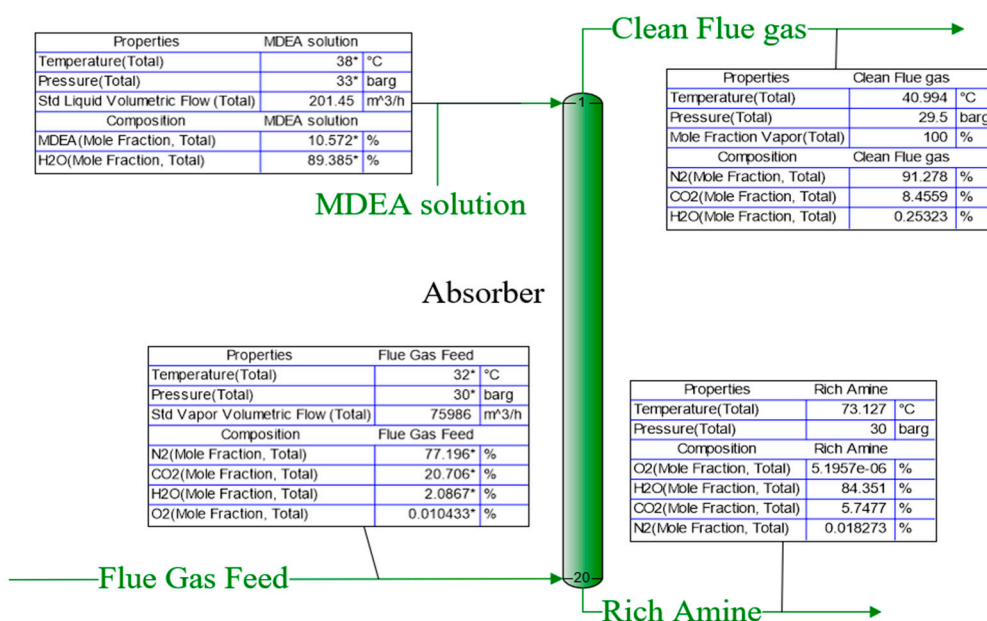 Properties MDEA solution
Temperature(Total) 38* °C
Pressure(Total) 33* barg
Std Liquid Volumetric Flow (Total) 201.45 m^3/h
Composition MDEA solution
MDEA(Mole Fraction, Total) 10.572* %
H2O(Mole Fraction, Total) 89.385* %
MDEA solution
Clean Flue gas
Properties Clean Flue gas
Temperature(Total) 40.994 °C
Pressure(Total) 29.5 barg
Mole Fraction Vapor(Total) 100 %
Composition Clean Flue gas
N2(Mole Fraction, Total) 91.278 %
CO2(Mole Fraction, Total) 8.4559 %
H2O(Mole Fraction, Total) 0.25323 %
1
Absorber
20
Properties Flue Gas Feed
Temperature(Total) 32* °C
Pressure(Total) 30* barg
Std Vapor Volumetric Flow (Total) 75986 m^3/h
Composition Flue Gas Feed
N2(Mole Fraction, Total) 77.196* %
CO2(Mole Fraction, Total) 20.706* %
H2O(Mole Fraction, Total) 2.0867* %
O2(Mole Fraction, Total) 0.010433* %
Flue Gas Feed
Properties Rich Amine
Temperature(Total) 73.127 °C
Pressure(Total) 30 barg
Composition Rich Amine
O2(Mole Fraction, Total) 5.1957e-06 %
H2O(Mole Fraction, Total) 84.351 %
CO2(Mole Fraction, Total) 5.7477 %
N2(Mole Fraction, Total) 0.018273 %
Rich Amine